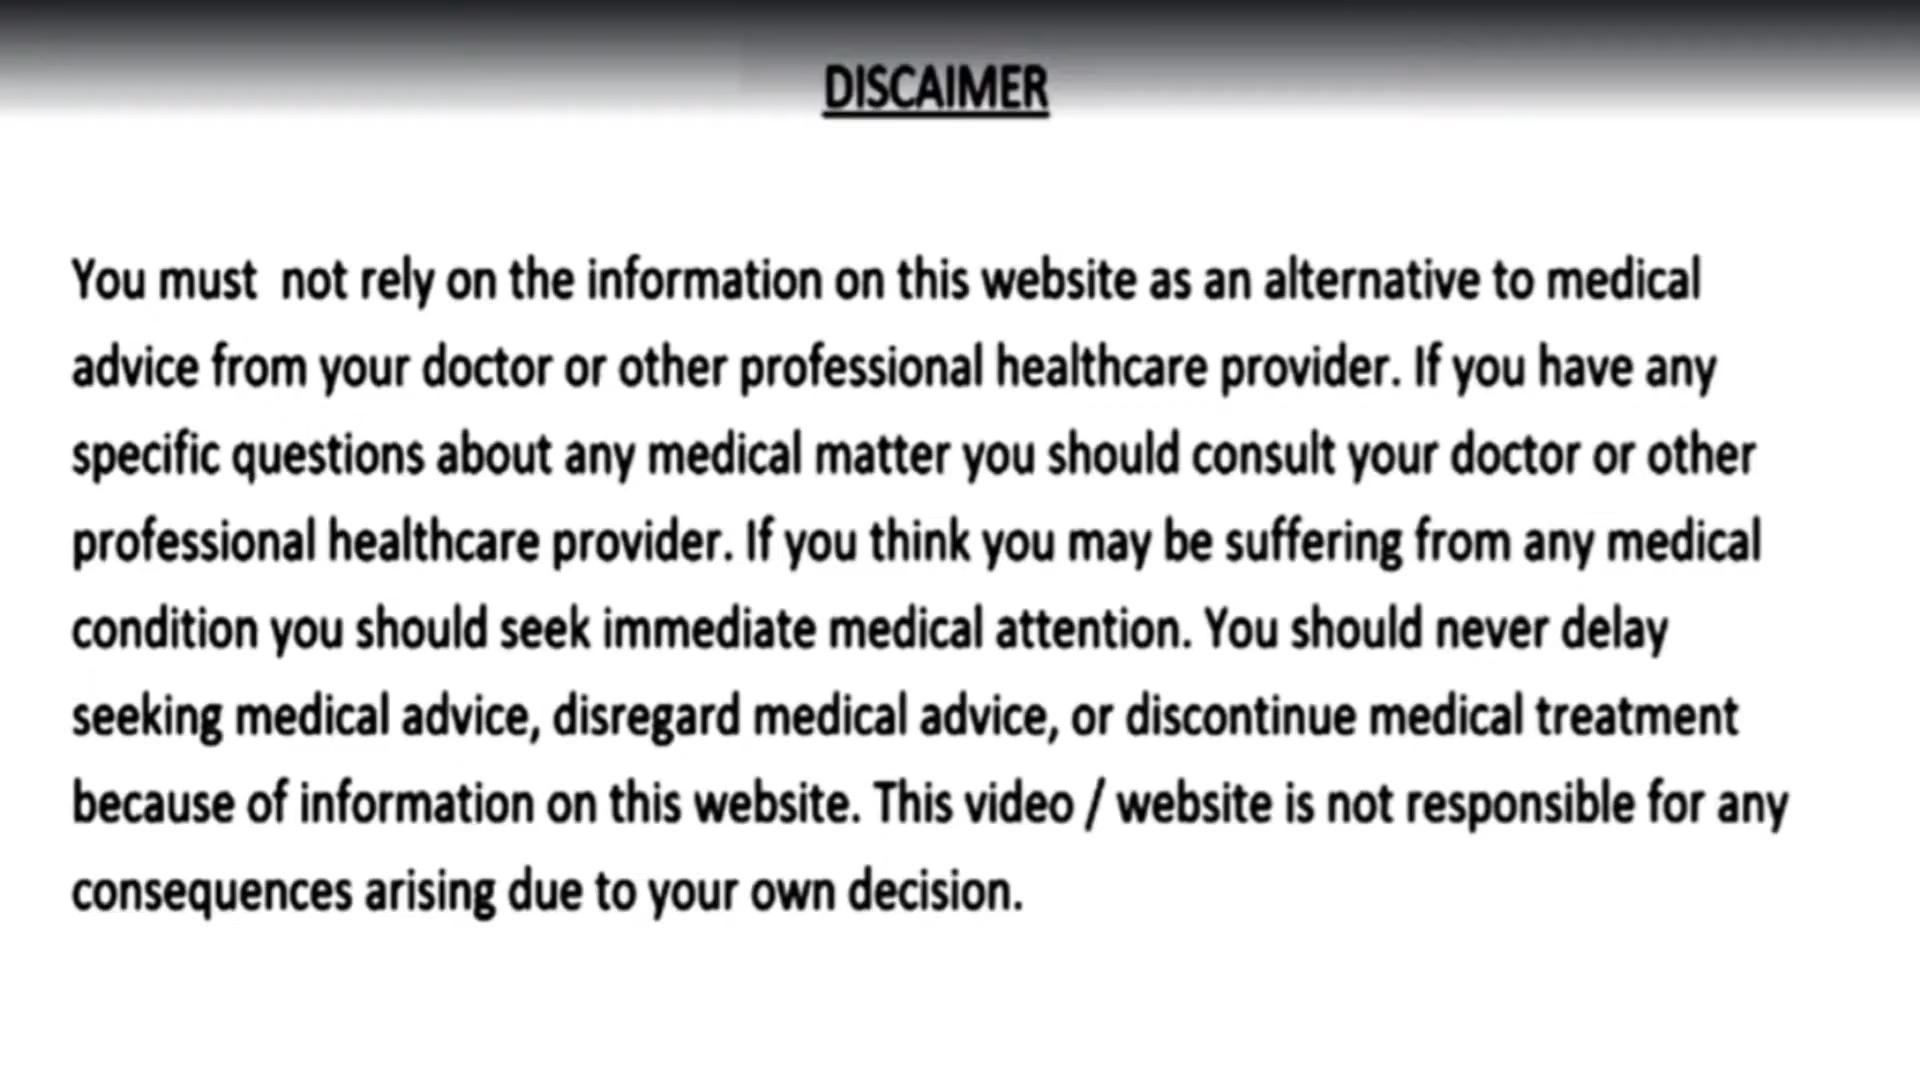 DISCAIMER
You must  not rely on the information on this website as an alternative to medical
advice from your doctor or other professional healthcare provider. If you have any
specific questions about any medical matter you should consult your doctor or other
professional healthcare provider. If you think you may be suffering from any medical
condition you should seek immediate medical attention. You should never delay
seeking medical advice, disregard medical advice, or discontinue medical treatment
because of information on this website. This video / website is not responsible for any
consequences arising due to your own decision.